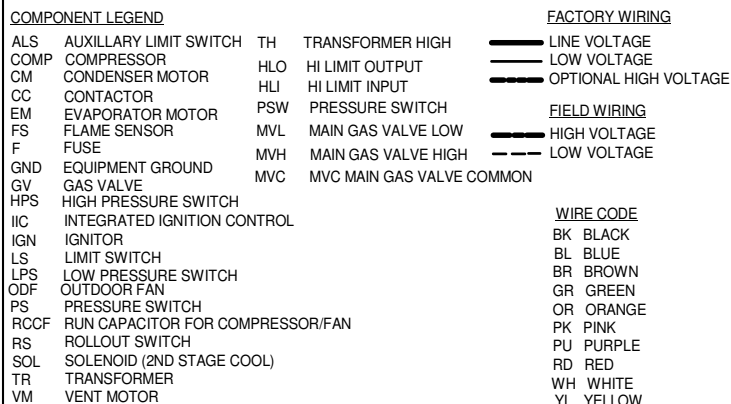 COMPONENT LEGEND
ALS AUXILLARY LIMIT SWITCH
COMP COMPRESSOR
CM CONDENSER MOTOR
CC CONTACTOR
EM EVAPORATOR MOTOR
FS FLAME SENSOR
F FUSE
GND EQUIPMENT GROUND
GV GAS VALVE
HPS HIGH PRESSURE SWITCH
IIC INTEGRATED IGNITION CONTROL
IGN IGNITOR
LS LIMIT SWITCH
LPS LOW PRESSURE SWITCH
ODF OUTDOOR FAN
PS PRESSURE SWITCH
RCCF RUN CAPACITOR FOR COMPRESSOR/FAN
RS ROLLOUT SWITCH
SOL SOLENOID (2ND STAGE COOL)
TR TRANSFORMER
VM VENT MOTOR
TH TRANSFORMER HIGH
HLO HI LIMIT OUTPUT
HLI HI LIMIT INPUT
PSW PRESSURE SWITCH
MVL MAIN GAS VALVE LOW
MVH MAIN GAS VALVE HIGH
MVC MVC MAIN GAS VALVE COMMON
FACTORY WIRING
LINE VOLTAGE
LOW VOLTAGE
OPTIONAL HIGH VOLTAGE
FIELD WIRING
HIGH VOLTAGE
LOW VOLTAGE
WIRE CODE
BK BLACK
BL BLUE
BR BROWN
GR GREEN
OR ORANGE
PK PINK
PU PURPLE
RD RED
WH WHITE
YL YELLOW